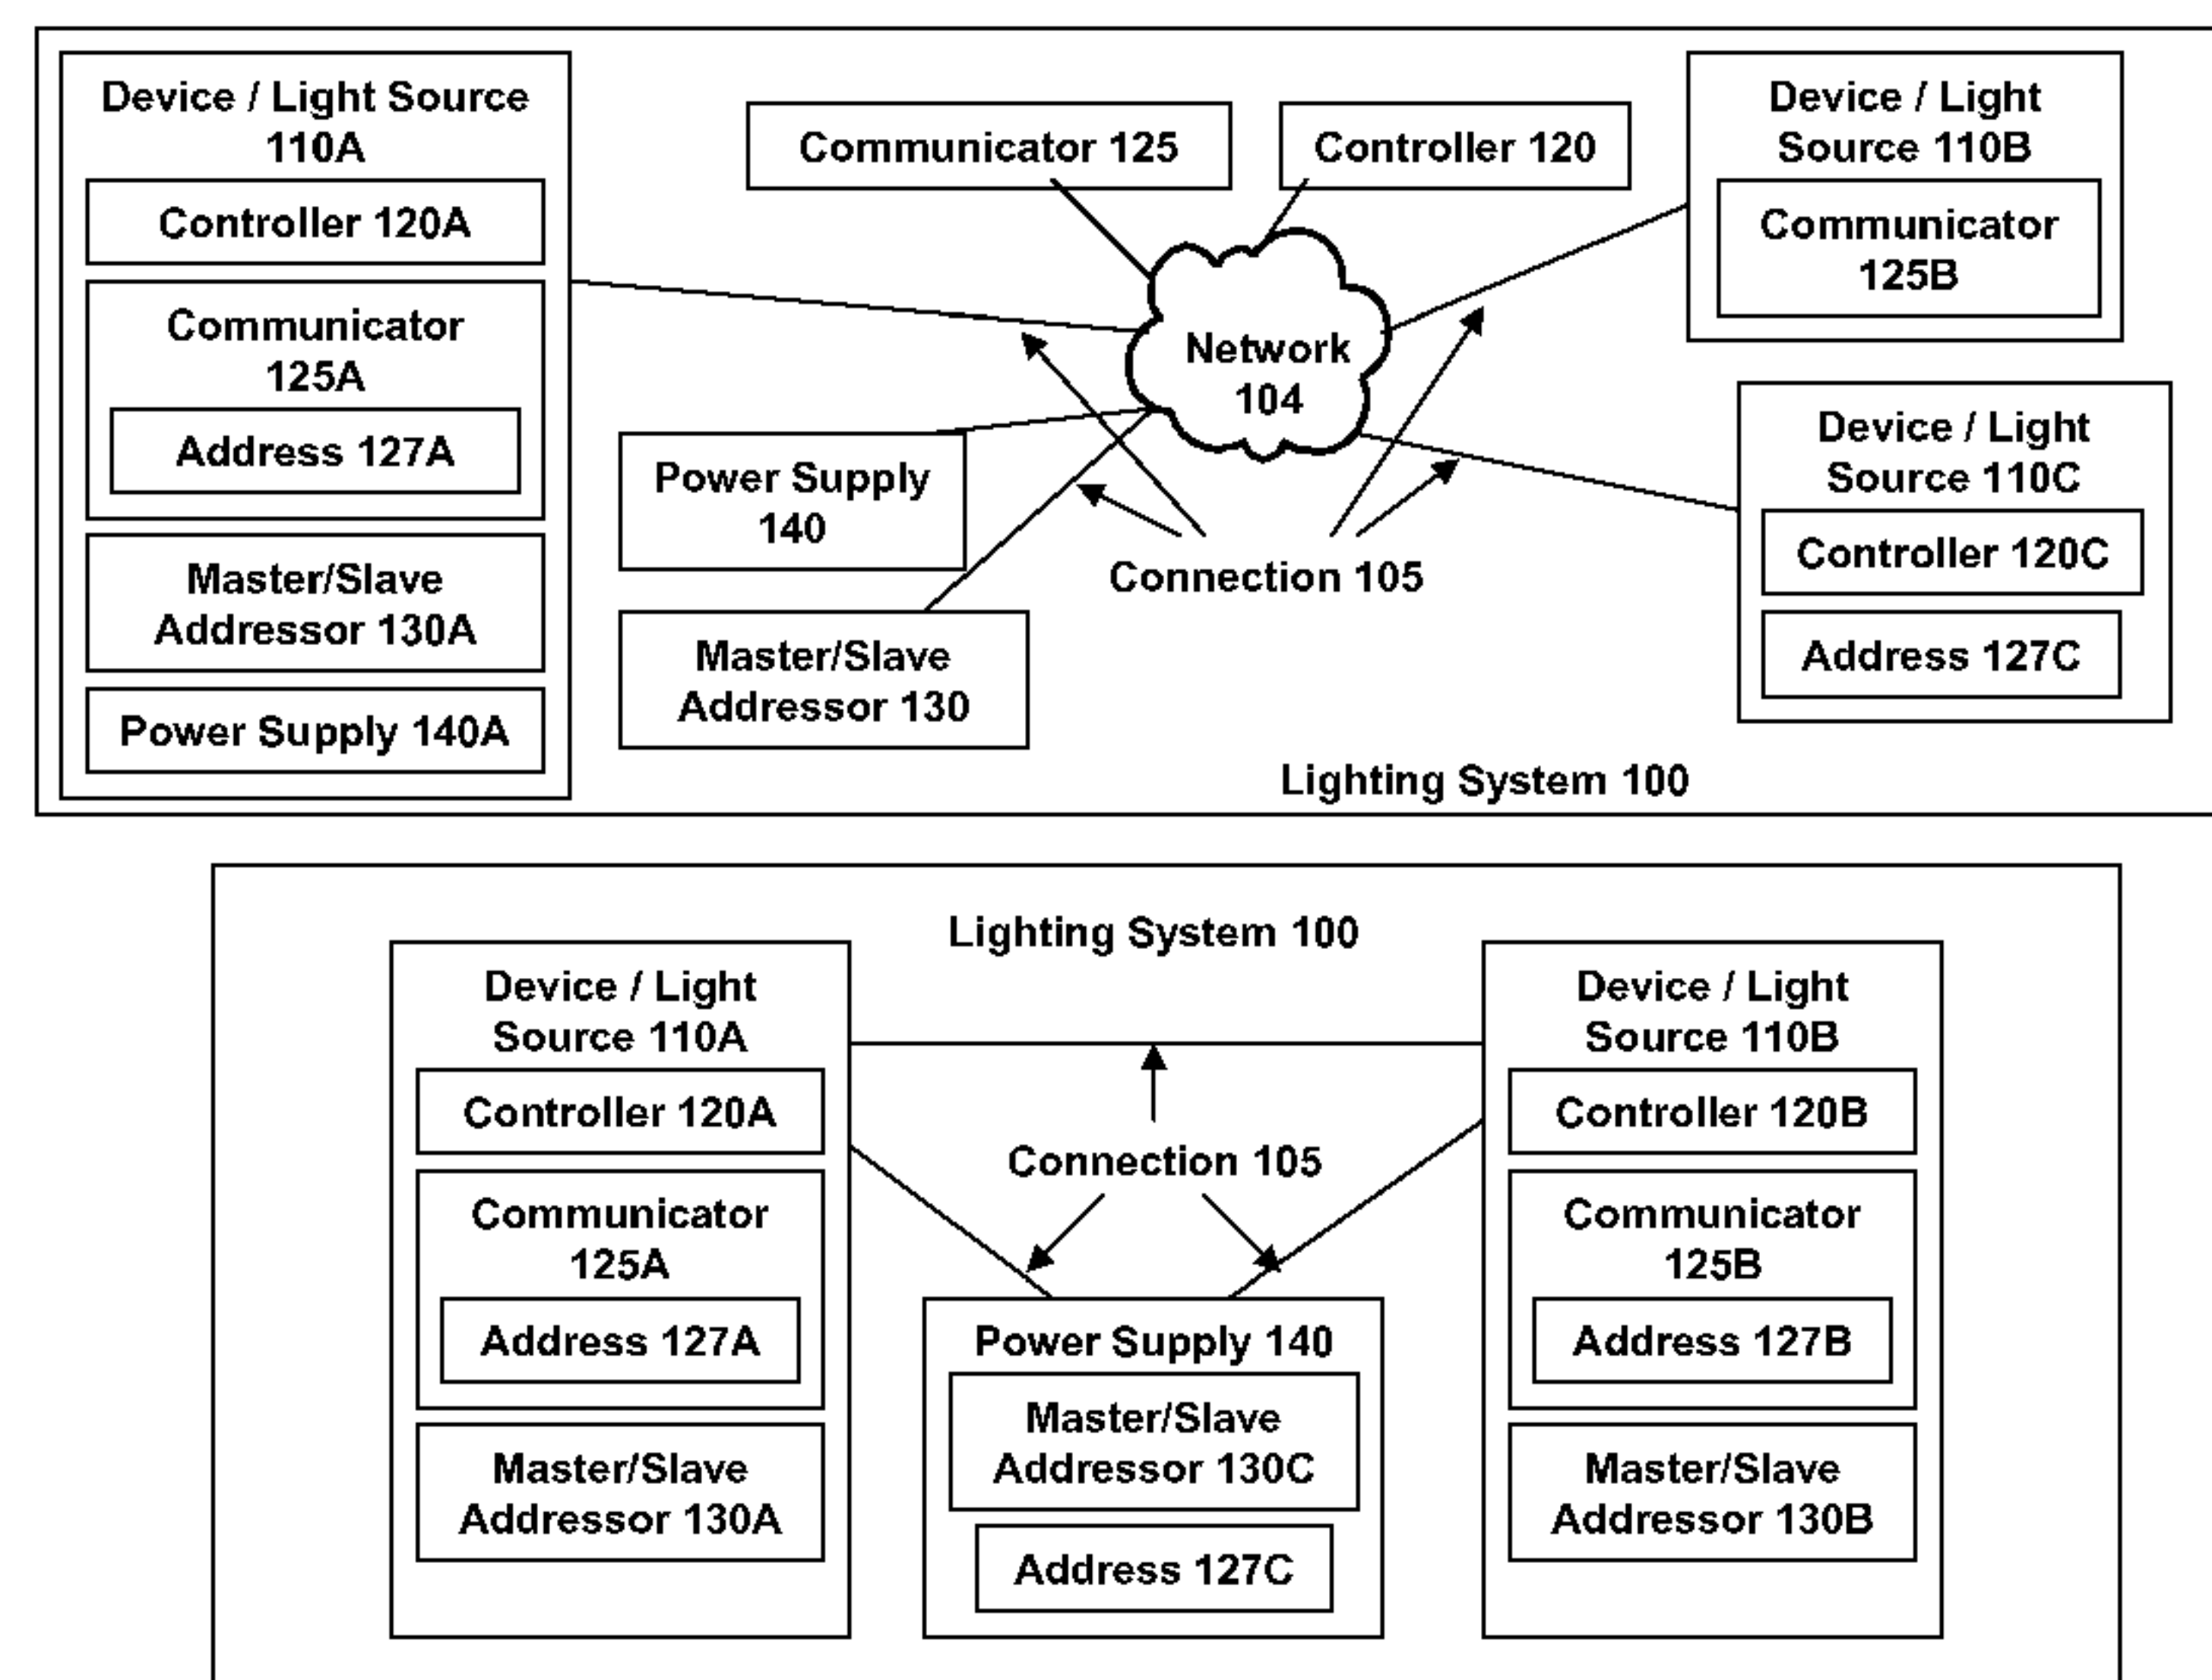 Device / Light Source
110A
Controller 120A
Communicator
125A
Address 127A
Master/Slave
Addressor 130A
Power Supply 140A
Communicator 125
Controller 120
Network
104
Power Supply
140
Master/Slave
Addressor 130
Connection 105
Device / Light
Source 110B
Communicator
125B
Device / Light
Source 110C
Controller 120C
Address 127C
Lighting System 100
Lighting System 100
Device / Light
Source 110A
Controller 120A
Communicator
125A
Address 127A
Master/Slave
Addressor 130A
Connection 105
Power Supply 140
Master/Slave
Addressor 130C
Address 127C
Device / Light
Source 110B
Controller 120B
Communicator
125B
Address 127B
Master/Slave
Addressor 130B